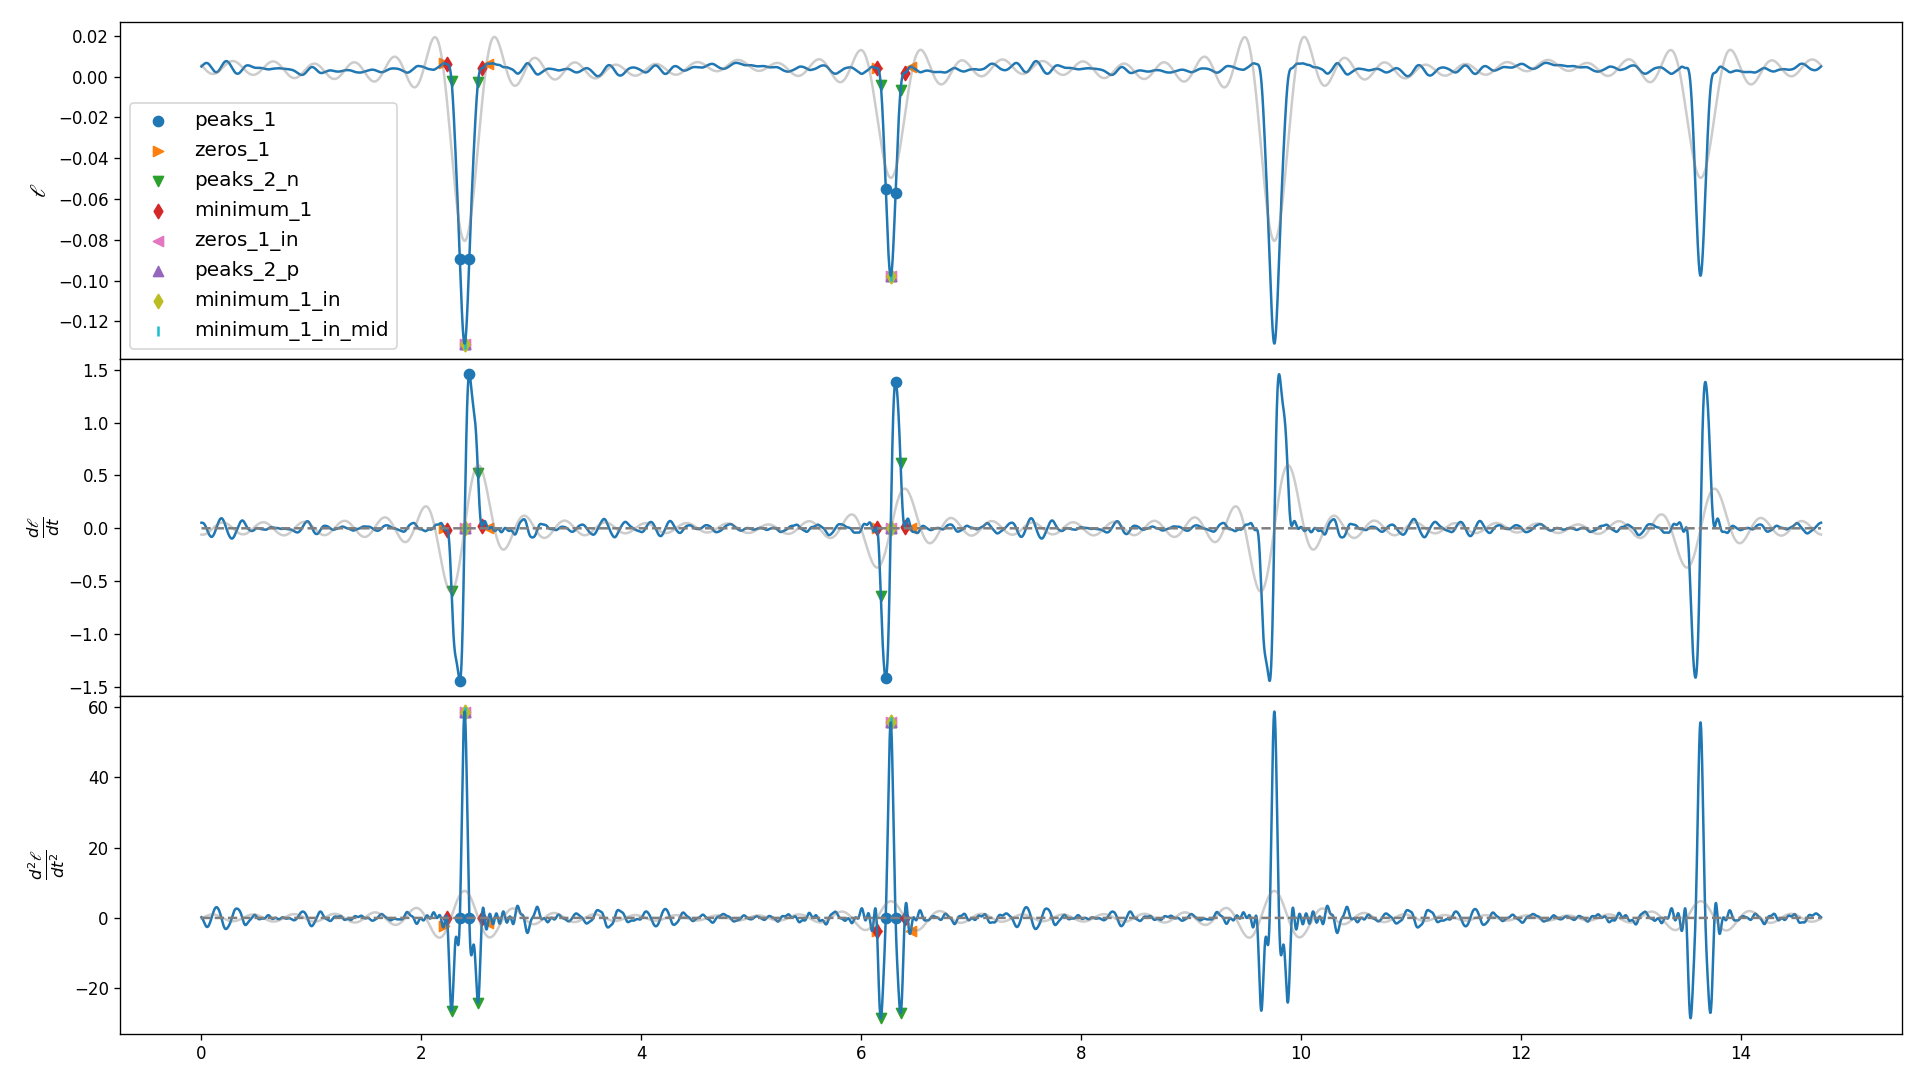 0.02
0.00
−0.02
−0.04
−0.06
−0.08
−0.10
−0.12
ℓ
peaks_1
zeros_1
peaks_2_n
minimum_1
zeros_1_in
peaks_2_p
minimum_1_in
minimum_1_in_mid
1.5
1.0
0.5
0.0
−0.5
−1.0
−1.5
dℓ
dt
60
40
20
0
−20
d²ℓ
dt²
0 2 4 6 8 10 12 14